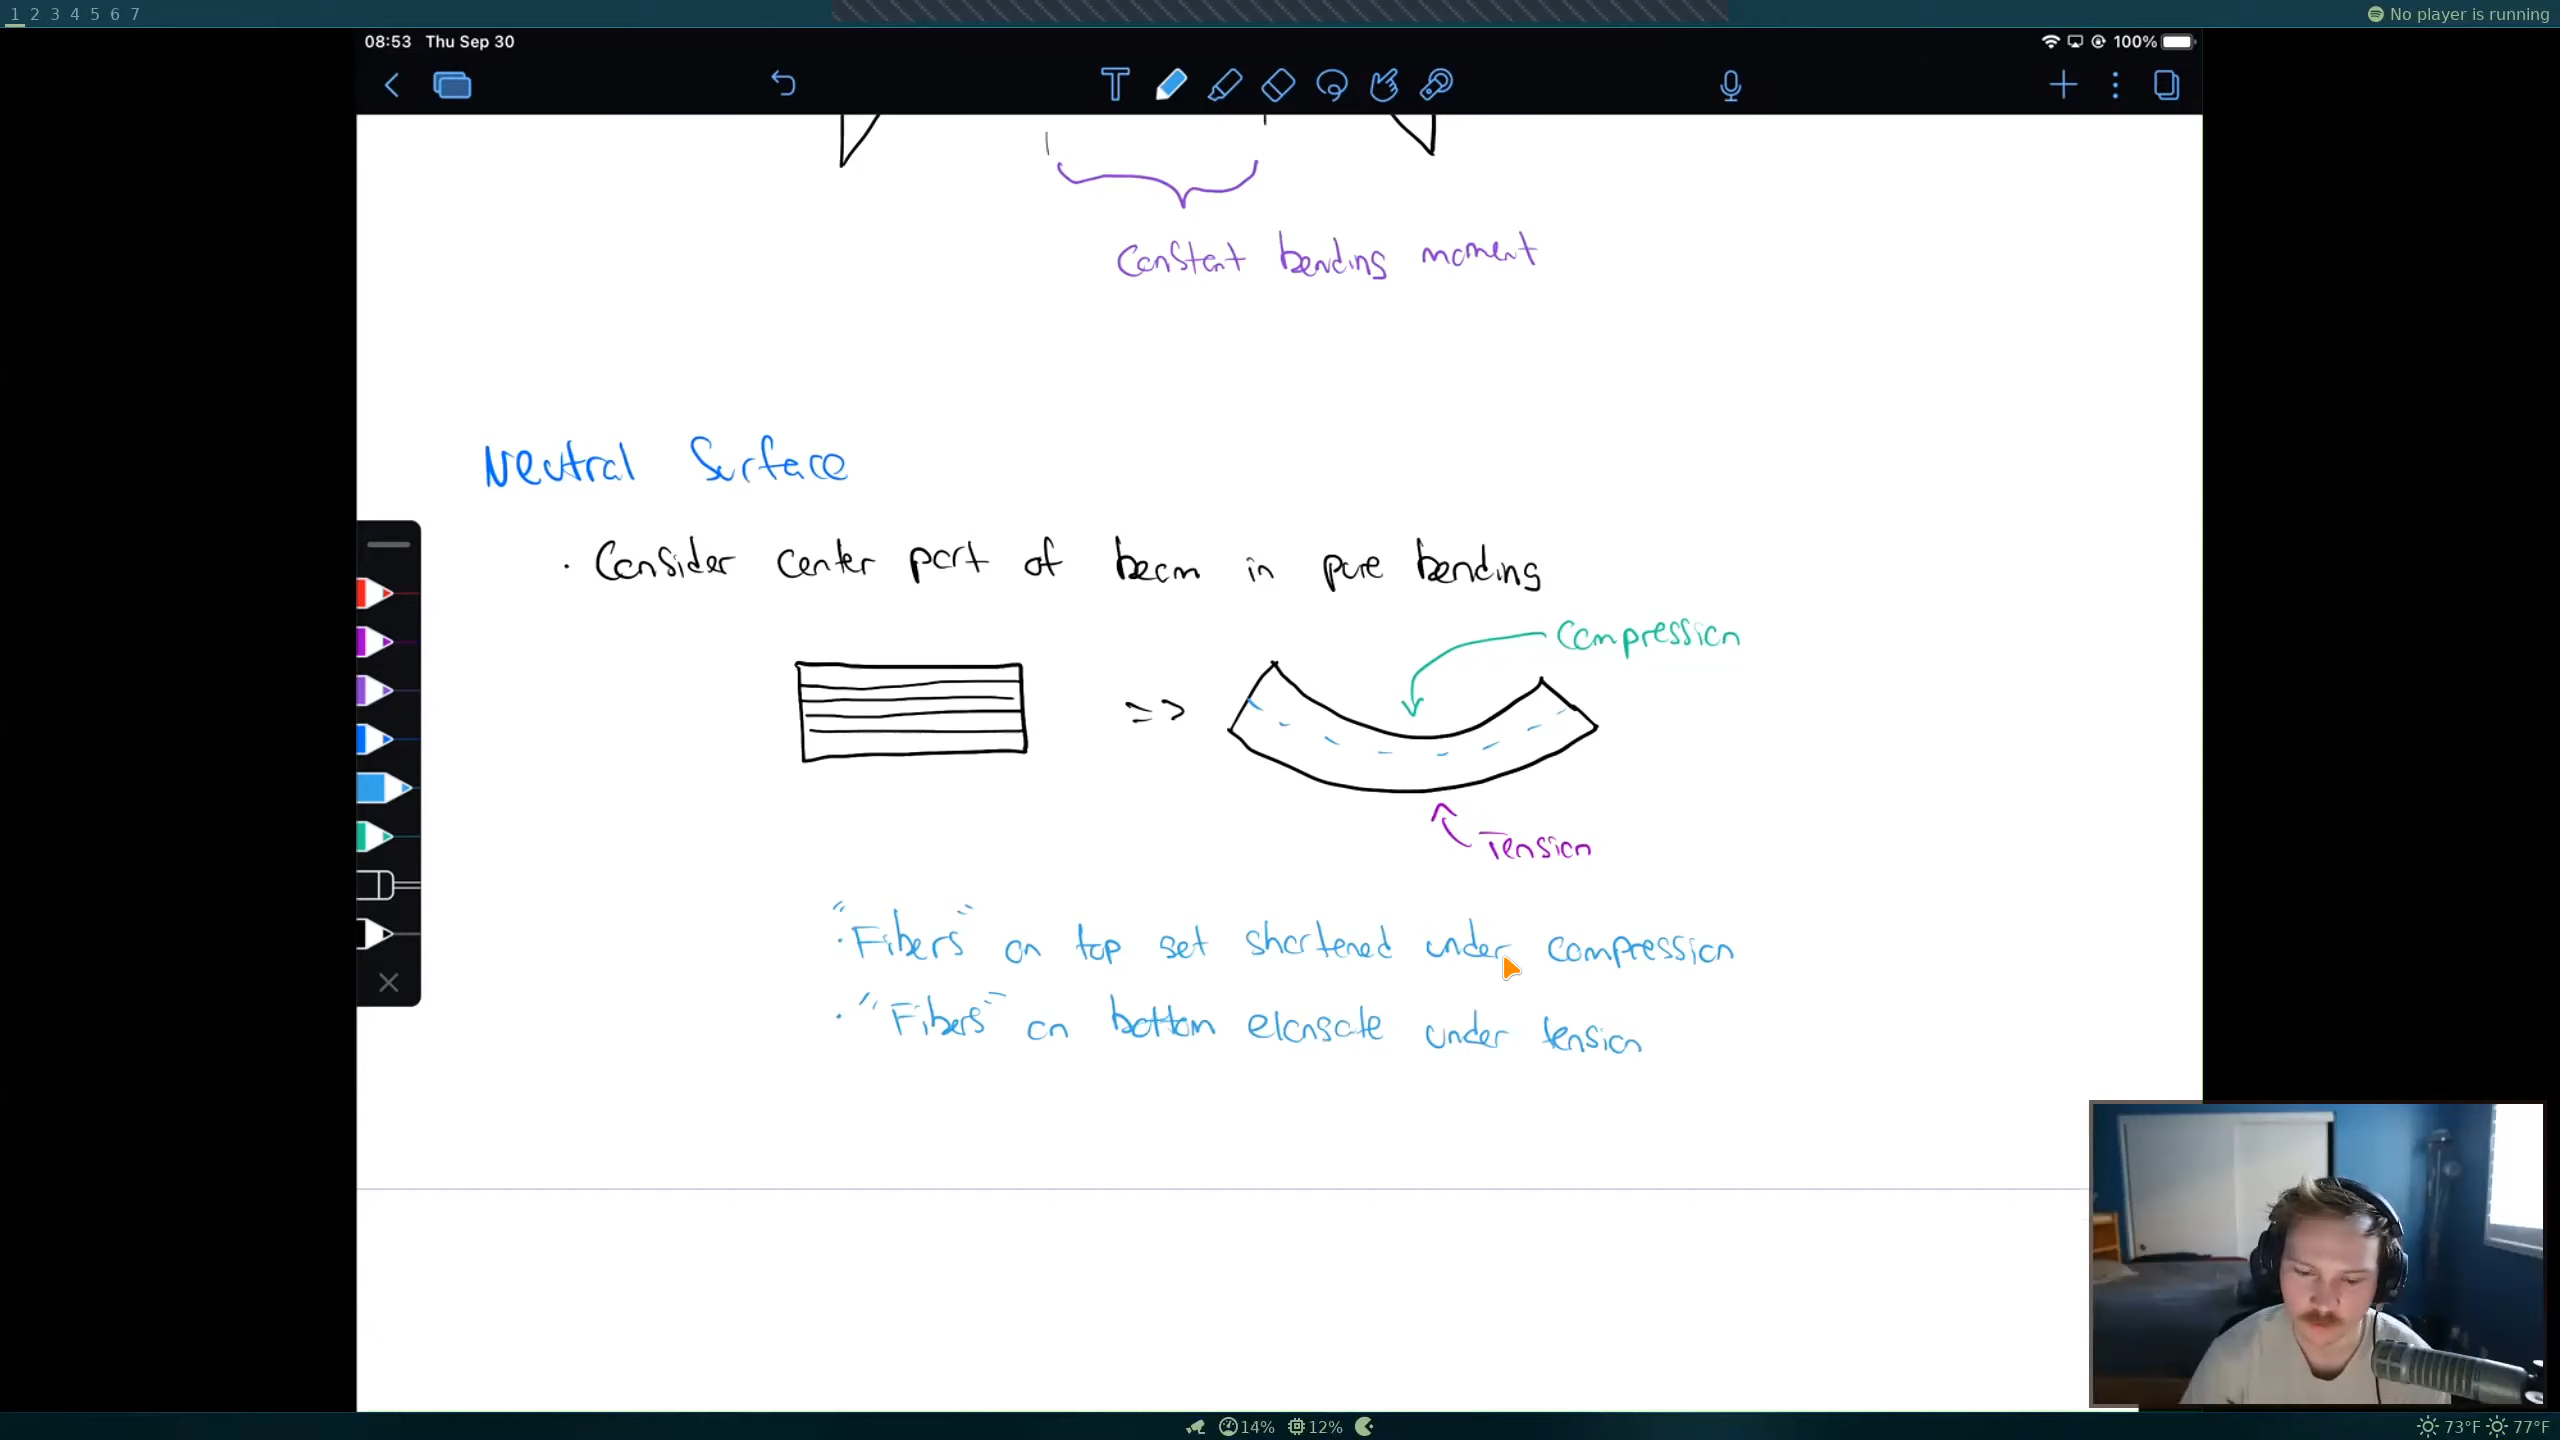 1 2 3 4 5 6 7
No player is running
08:53 Thu Sep 30
100%
Constant bending moment
Neutral Surface
· Consider center part of beam in pure bending
Compression
=>
Tension
· "Fibers" on top get shortened under compression
· "Fibers" on bottom elongate under tension
14% 12%
73°F 77°F